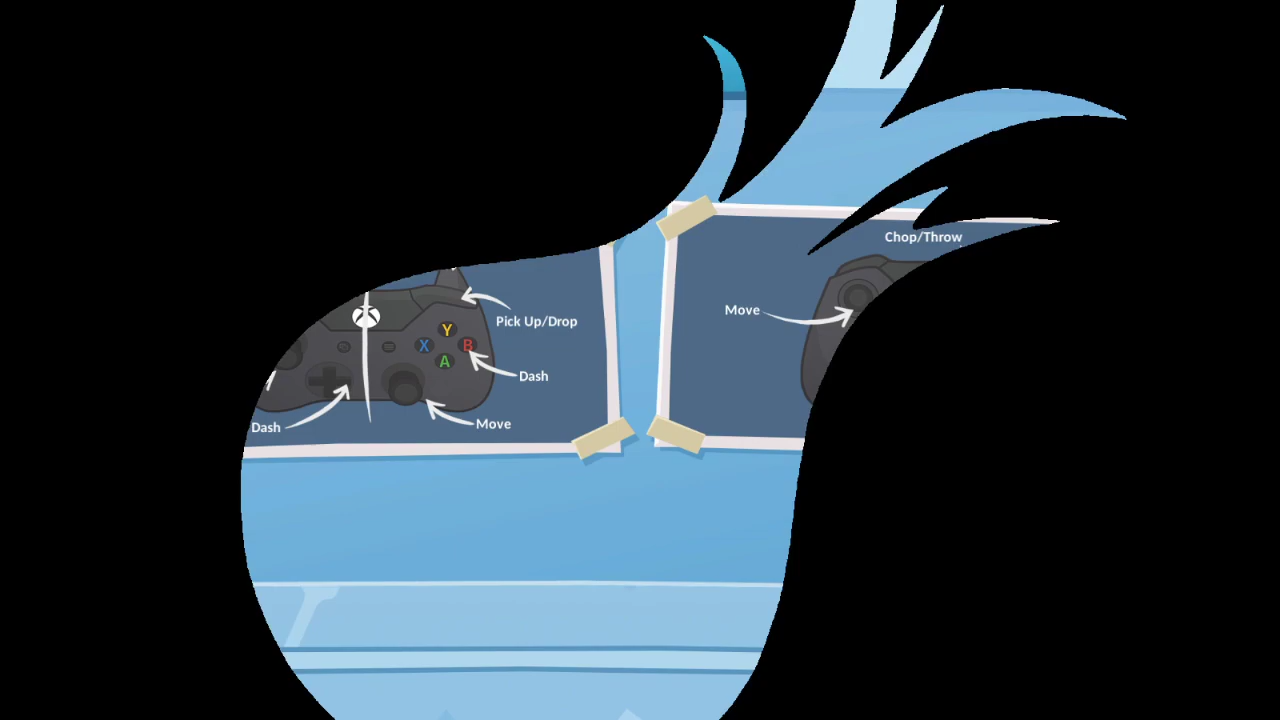 Chop/Throw
Move
Pick Up/Drop
Y
X
B
A
Dash
Dash
Move